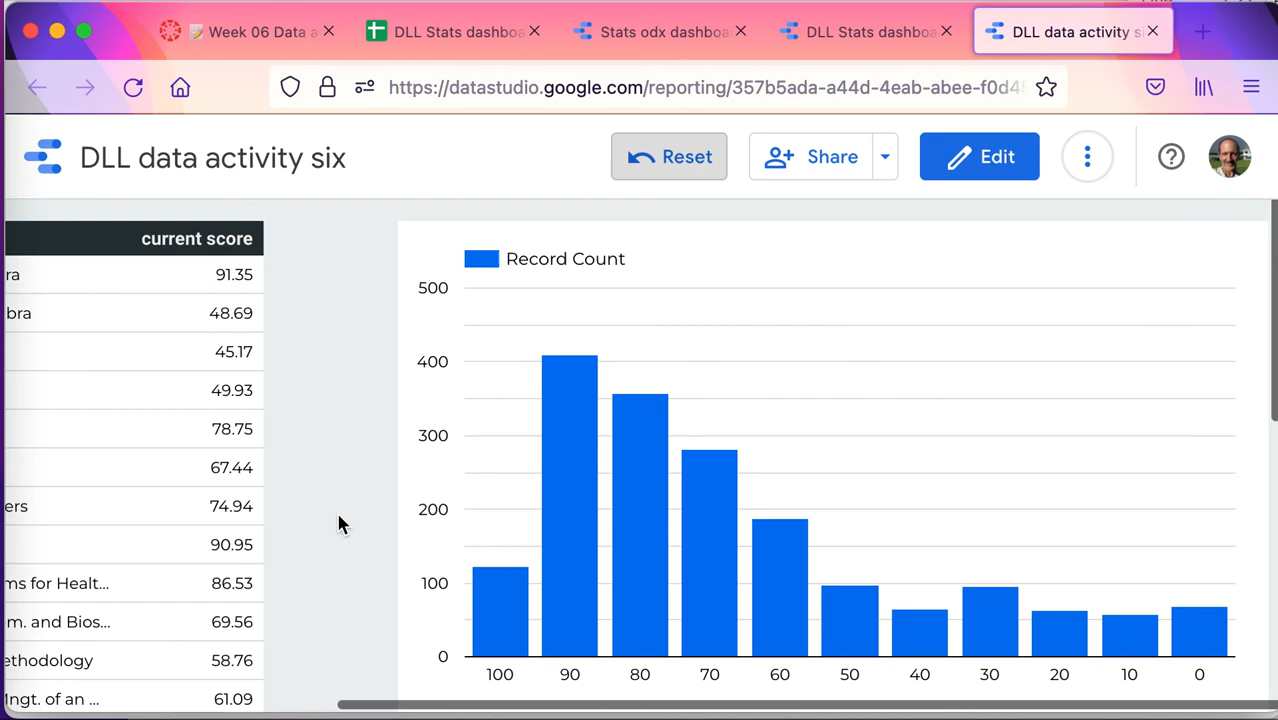 Week 06 Data a
DLL Stats dashboa
Stats odx dashboa
DLL Stats dashboa
DLL data activity si
https://datastudio.google.com/reporting/357b5ada-a44d-4eab-abee-f0d45
DLL data activity six
Reset
Share
Edit
current score
ra 91.35
bra 48.69
45.17
49.93
78.75
67.44
ers 74.94
90.95
ms for Healt... 86.53
m. and Bios... 69.56
ethodology 58.76
Mngt. of an ... 61.09
Record Count
500
400
300
200
100
0
100 90 80 70 60 50 40 30 20 10 0